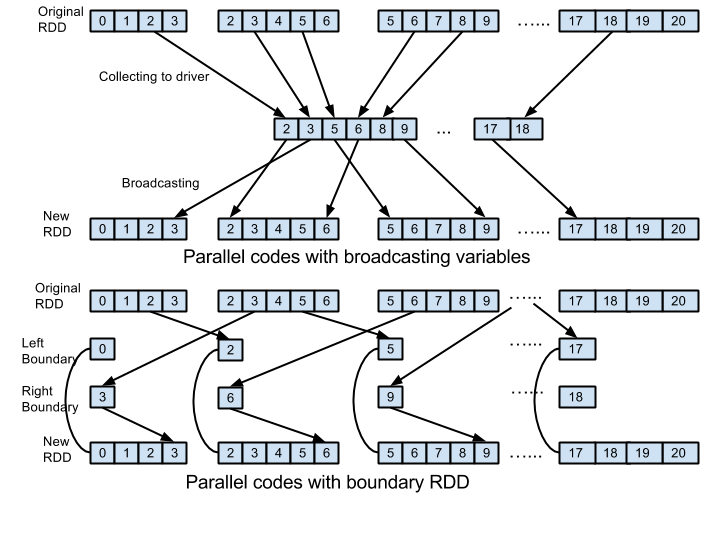 Original
RDD
0 1 2 3 2 3 4 5 6 5 6 7 8 9 ...... 17 18 19 20
Collecting to driver
2 3 5 6 8 9 ... 17 18
Broadcasting
New
RDD
0 1 2 3 2 3 4 5 6 5 6 7 8 9 ...... 17 18 19 20
Parallel codes with broadcasting variables
Original
RDD
0 1 2 3 2 3 4 5 6 5 6 7 8 9 ...... 17 18 19 20
Left
Boundary
0 2 5 ...... 17
Right
Boundary
3 6 9 ...... 18
New
RDD
0 1 2 3 2 3 4 5 6 5 6 7 8 9 ...... 17 18 19 20
Parallel codes with boundary RDD